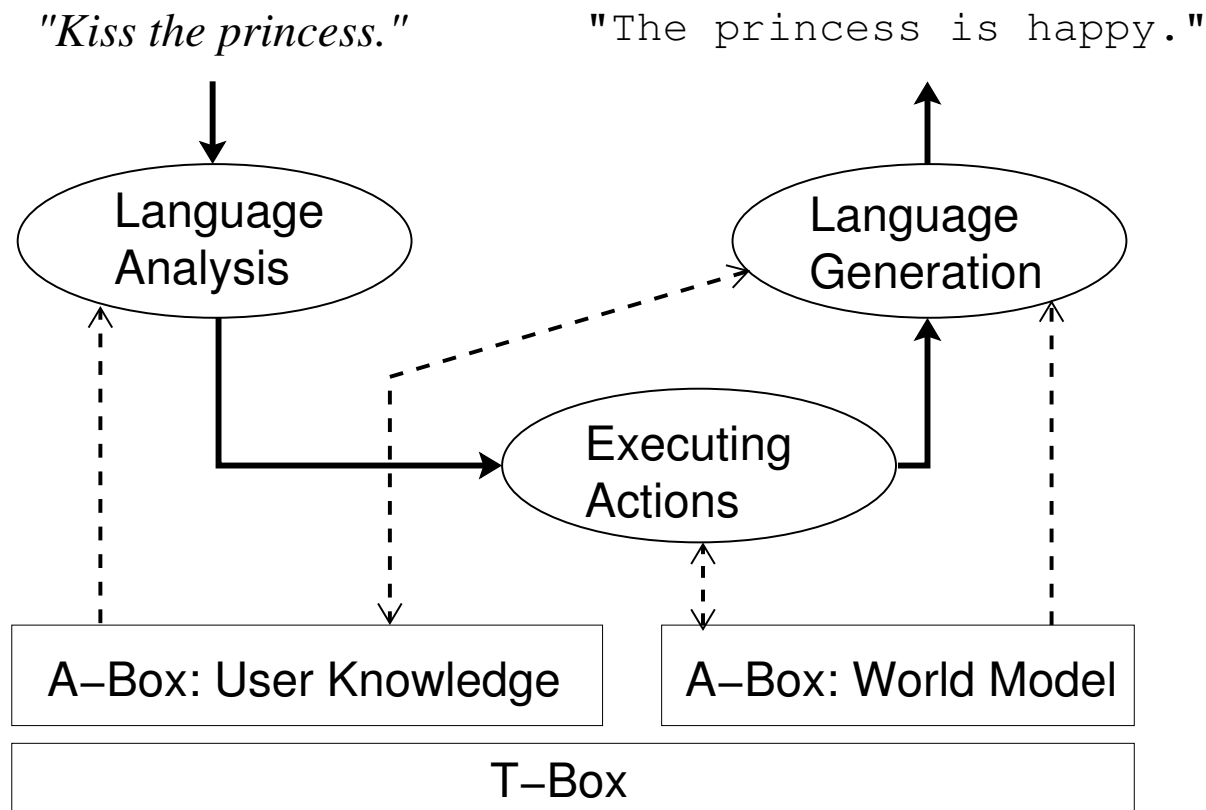 "Kiss the princess."
"The princess is happy."
Language
Analysis
Language
Generation
Executing
Actions
A−Box: User Knowledge
A−Box: World Model
T−Box